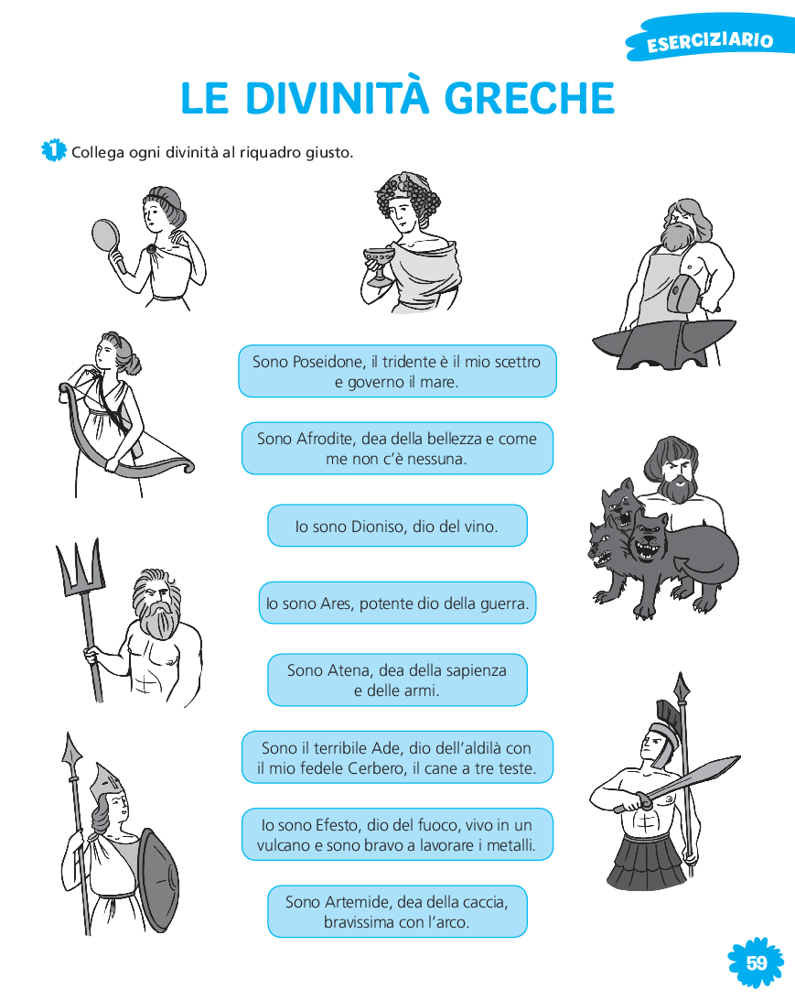 ESERCIZIARIO
LE DIVINITÀ GRECHE
1 Collega ogni divinità al riquadro giusto.
Sono Poseidone, il tridente è il mio scettro
e governo il mare.
Sono Afrodite, dea della bellezza e come
me non c'è nessuna.
Io sono Dioniso, dio del vino.
Io sono Ares, potente dio della guerra.
Sono Atena, dea della sapienza
e delle armi.
Sono il terribile Ade, dio dell'aldilà con
il mio fedele Cerbero, il cane a tre teste.
Io sono Efesto, dio del fuoco, vivo in un
vulcano e sono bravo a lavorare i metalli.
Sono Artemide, dea della caccia,
bravissima con l'arco.
59